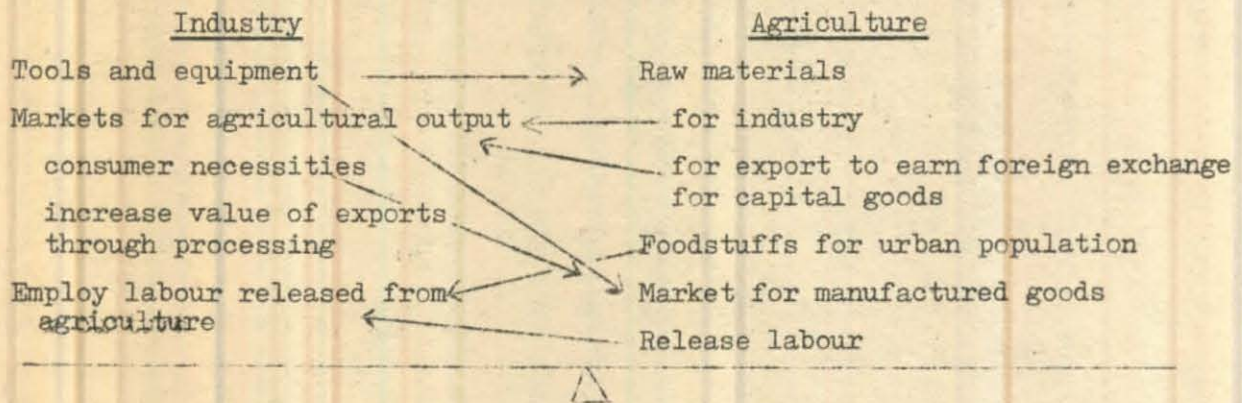 Industry
Tools and equipment
Markets for agricultural output
consumer necessities
increase value of exports
through processing
Employ labour released from
agriculture
Agriculture
Raw materials
for industry
for export to earn foreign exchange
for capital goods
Foodstuffs for urban population
Market for manufactured goods
Release labour